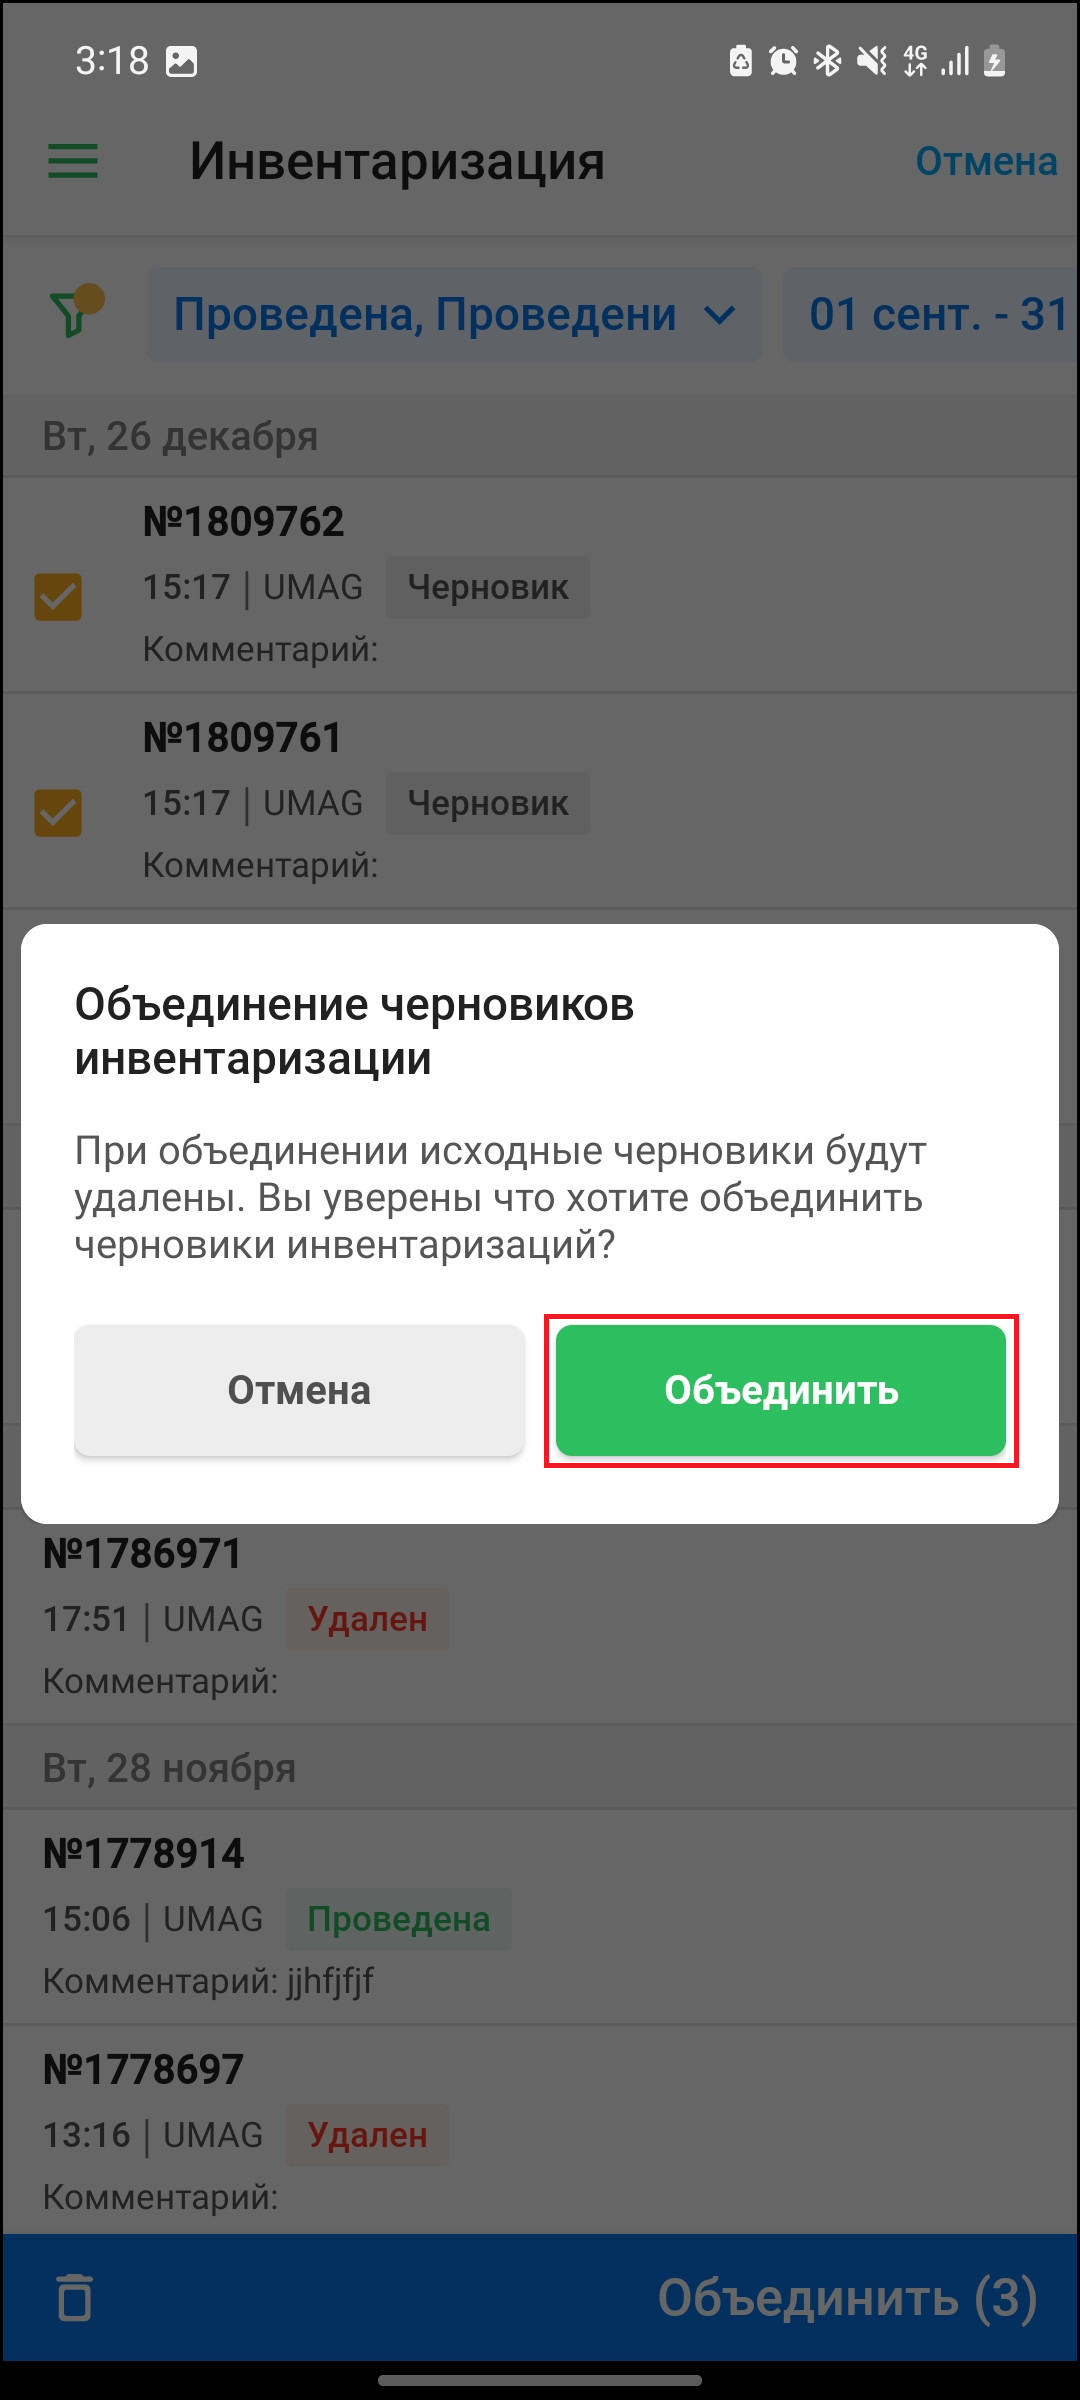 3:18
4G
Инвентаризация
Отмена
Проведена, Проведени
01 сент. - 31
Вт, 26 декабря
№1809762
15:17 | UMAG Черновик
Комментарий:
№1809761
15:17 | UMAG Черновик
Комментарий:
Объединение черновиков
инвентаризации
При объединении исходные черновики будут
удалены. Вы уверены что хотите объединить
черновики инвентаризаций?
Отмена
Объединить
№1786971
17:51 | UMAG Удален
Комментарий:
Вт, 28 ноября
№1778914
15:06 | UMAG Проведена
Комментарий: jjhfjfjf
№1778697
13:16 | UMAG Удален
Комментарий:
Объединить (3)